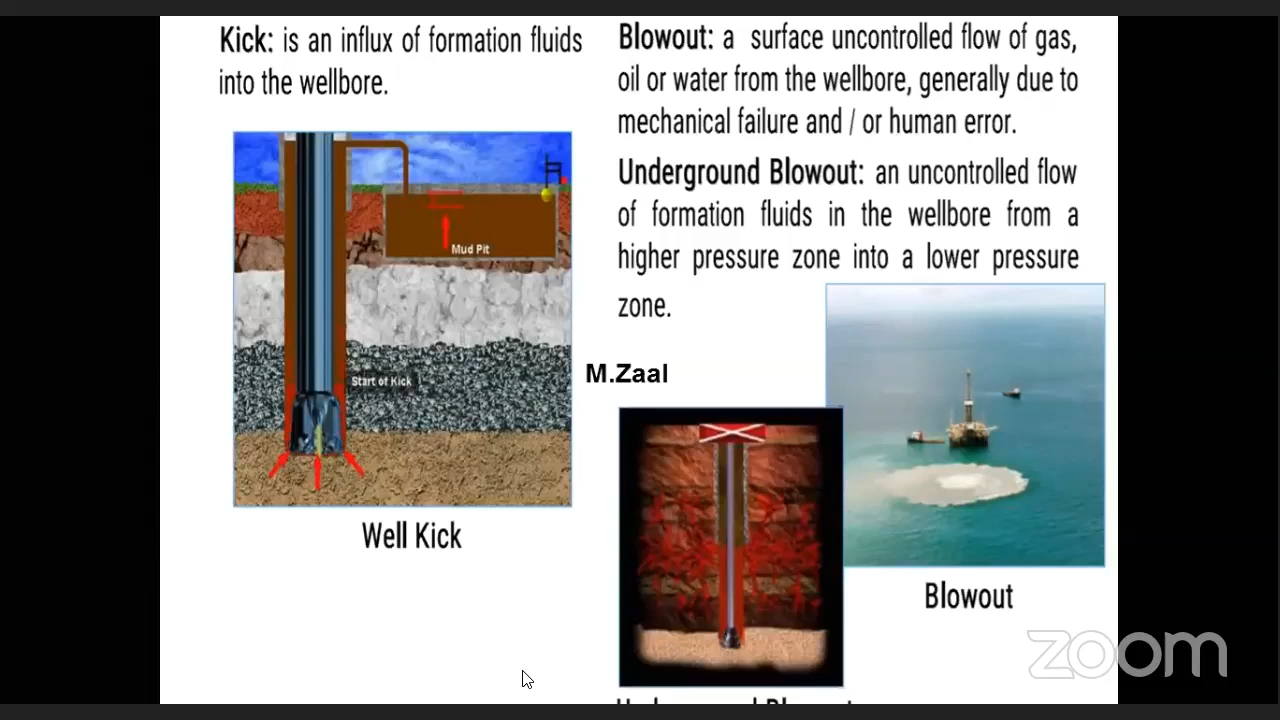 Kick: is an influx of formation fluids
into the wellbore.
Mud Pit
Start of Kick
Well Kick
Blowout: a surface uncontrolled flow of gas,
oil or water from the wellbore, generally due to
mechanical failure and / or human error.
Underground Blowout: an uncontrolled flow
of formation fluids in the wellbore from a
higher pressure zone into a lower pressure
zone.
M.Zaal
Blowout
zoom
Underground Blowout